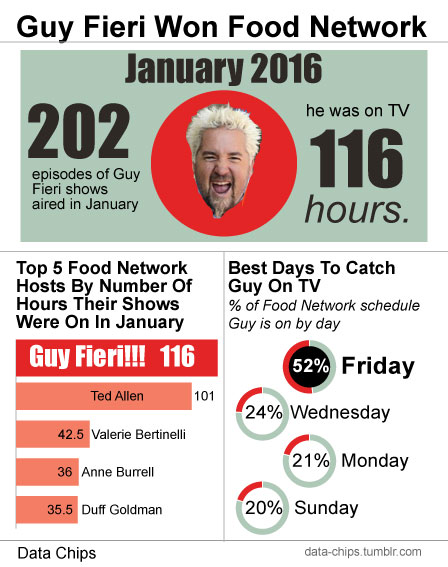 Guy Fieri Won Food Network
January 2016
202
episodes of Guy
Fieri shows
aired in January
he was on TV
116
hours.
Top 5 Food Network
Hosts By Number Of
Hours Their Shows
Were On In January
Guy Fieri!!! 116
Ted Allen 101
42.5 Valerie Bertinelli
36 Anne Burrell
35.5 Duff Goldman
Best Days To Catch
Guy On TV
% of Food Network schedule
Guy is on by day
52% Friday
24% Wednesday
21% Monday
20% Sunday
Data Chips
data-chips.tumblr.com